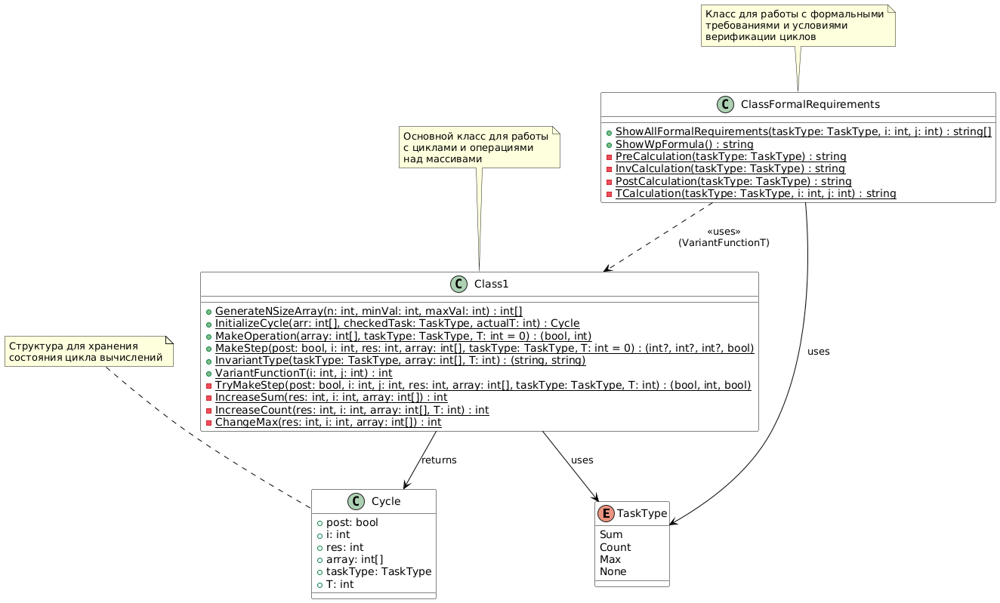 Класс для работы с формальными
требованиями и условиями
верификации циклов
C ClassFormalRequirements
ShowAllFormalRequirements(taskType: TaskType, i: int, j: int) : string[]
ShowWpFormula() : string
PreCalculation(taskType: TaskType) : string
InvCalculation(taskType: TaskType) : string
PostCalculation(taskType: TaskType) : string
TCalculation(taskType: TaskType, i: int, j: int) : string
Основной класс для работы
с циклами и операциями
над массивами
«uses»
(VariantFunctionT)
C Class1
GenerateNSizeArray(n: int, minVal: int, maxVal: int) : int[]
InitializeCycle(arr: int[], checkedTask: TaskType, actualT: int) : Cycle
MakeOperation(array: int[], taskType: TaskType, T: int = 0) : (bool, int)
MakeStep(post: bool, i: int, res: int, array: int[], taskType: TaskType, T: int = 0) : (int?, int?, int?, bool)
InvariantType(taskType: TaskType, array: int[], T: int) : (string, string)
VariantFunctionT(i: int, j: int) : int
TryMakeStep(post: bool, i: int, j: int, res: int, array: int[], taskType: TaskType, T: int) : (bool, int, bool)
IncreaseSum(res: int, i: int, array: int[]) : int
IncreaseCount(res: int, i: int, array: int[], T: int) : int
ChangeMax(res: int, i: int, array: int[]) : int
uses
Структура для хранения
состояния цикла вычислений
returns
uses
C Cycle
post: bool
i: int
res: int
array: int[]
taskType: TaskType
T: int
E TaskType
Sum
Count
Max
None